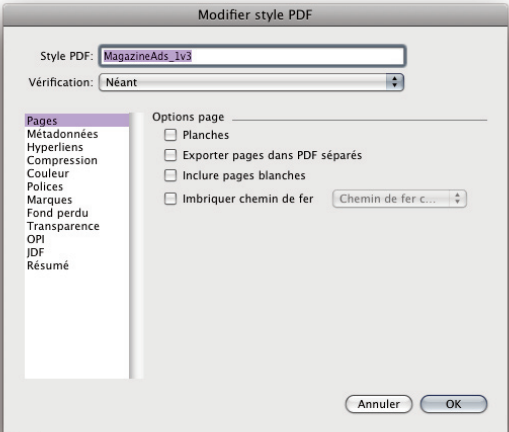 Modifier style PDF
Style PDF: MagazineAds_1v3
Vérification: Néant
Pages
Métadonnées
Hyperliens
Compression
Couleur
Polices
Marques
Fond perdu
Transparence
OPI
JDF
Résumé
Options page
Planches
Exporter pages dans PDF séparés
Inclure pages blanches
Imbriquer chemin de fer Chemin de fer c...
Annuler OK